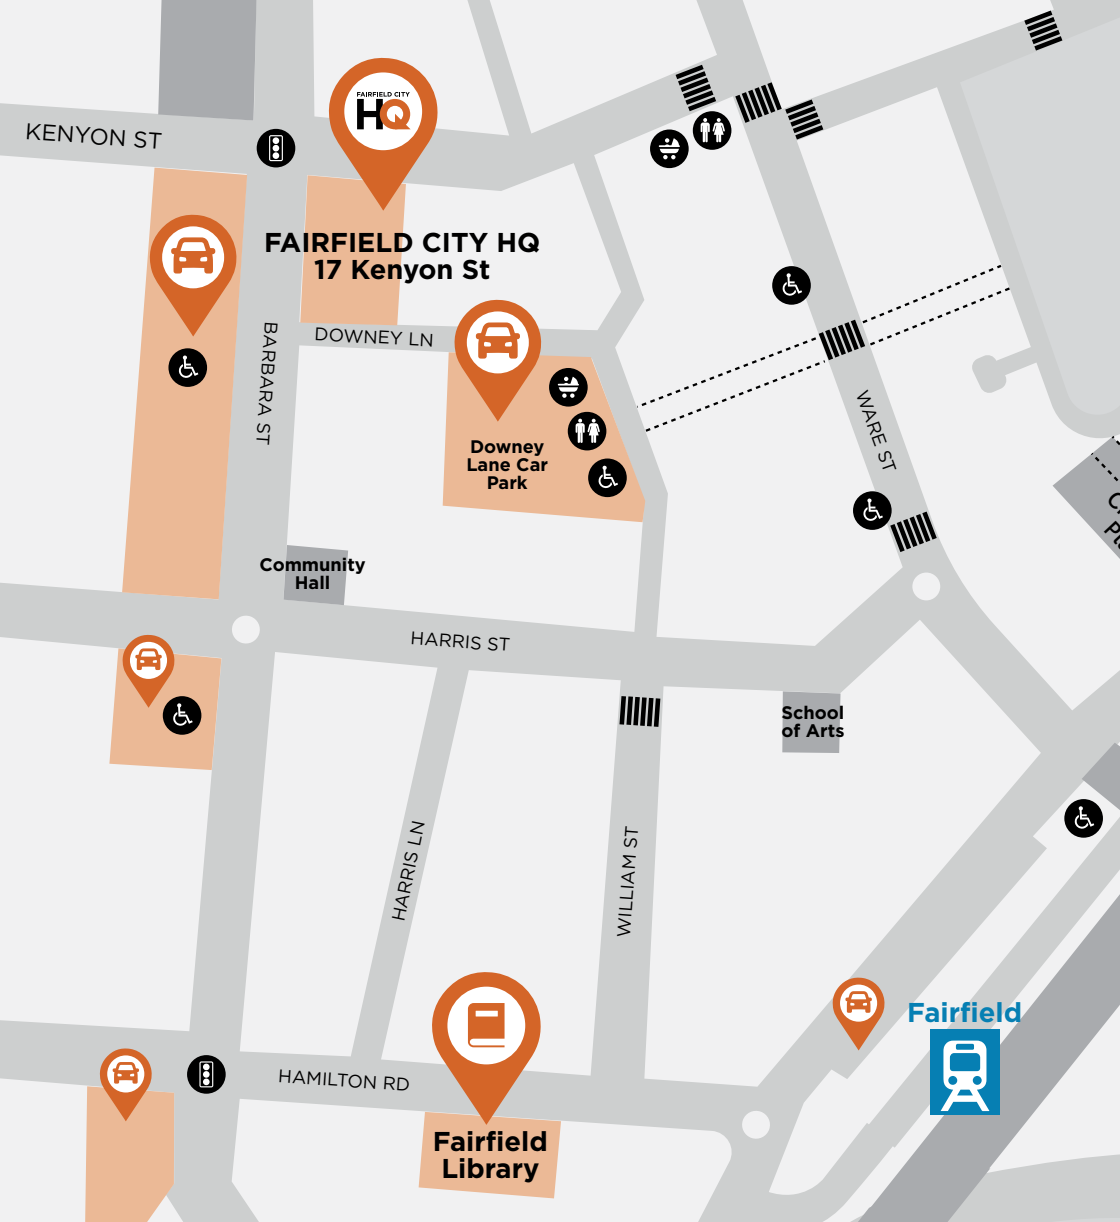 KENYON ST
FAIRFIELD CITY
HQ
FAIRFIELD CITY HQ
17 Kenyon St
BARBARA ST
DOWNEY LN
Downey
Lane Car
Park
WARE ST
Community
Hall
HARRIS ST
School
of Arts
HARRIS LN
WILLIAM ST
Fairfield
HAMILTON RD
Fairfield
Library